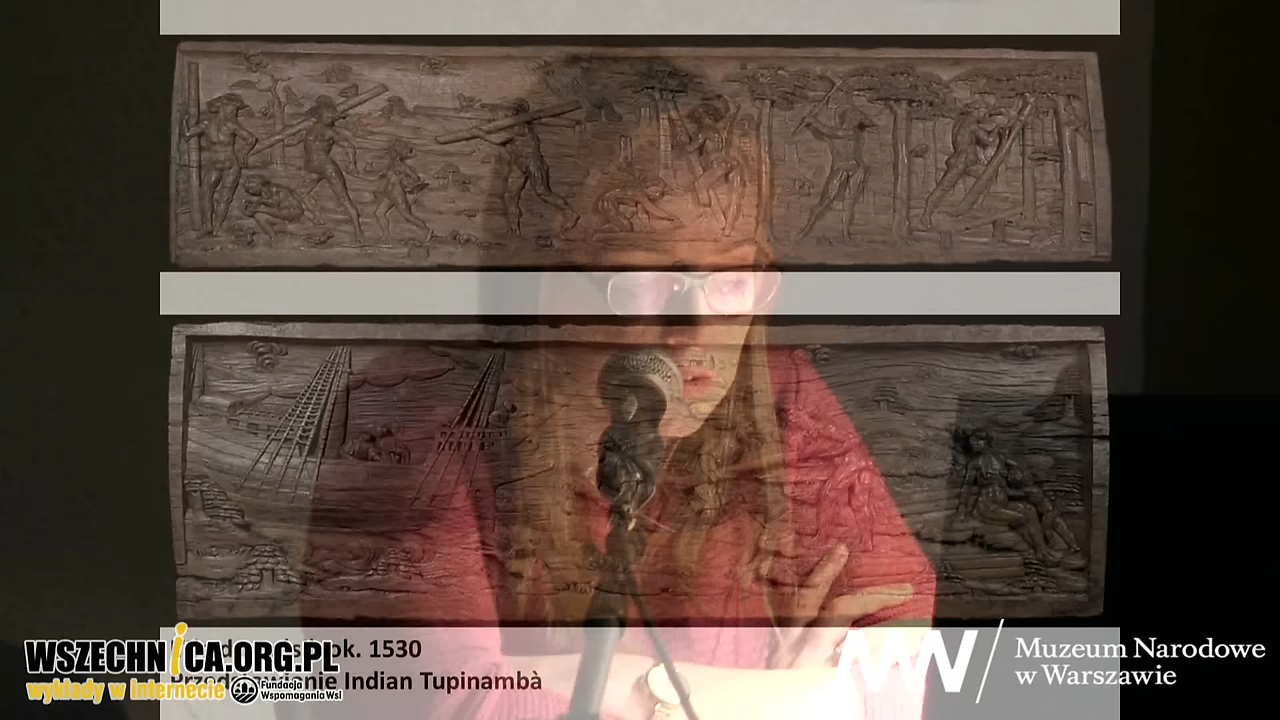 WSZECHNiCA.ORG.PL
wykłady w Internecie
Fundacja
Wspomagania Wsi
ok. 1530
Indian Tupinambà
Muzeum Narodowe
w Warszawie